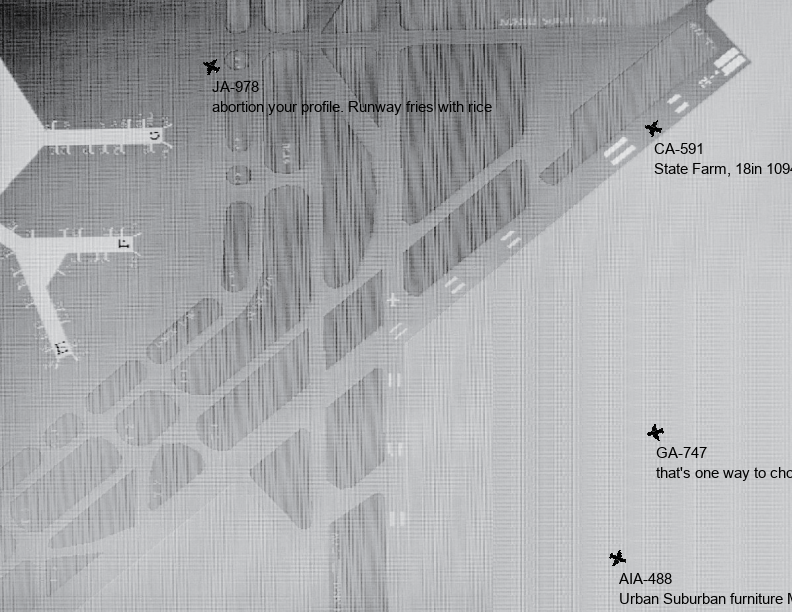 JA-978
abortion your profile. Runway fries with rice
CA-591
State Farm, 18in 1094
GA-747
that's one way to cho
AIA-488
Urban Suburban furniture M